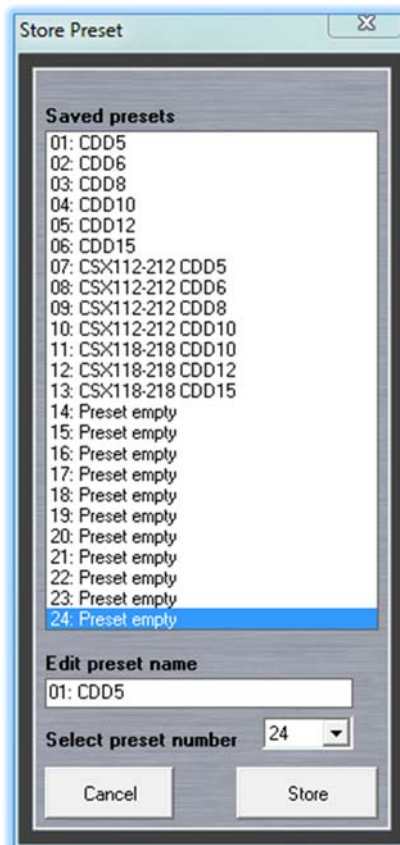 Store Preset
Saved presets
01: CDD5
02: CDD6
03: CDD8
04: CDD10
05: CDD12
06: CDD15
07: CSX112-212 CDD5
08: CSX112-212 CDD6
09: CSX112-212 CDD8
10: CSX112-212 CDD10
11: CSX118-218 CDD10
12: CSX118-218 CDD12
13: CSX118-218 CDD15
14: Preset empty
15: Preset empty
16: Preset empty
17: Preset empty
18: Preset empty
19: Preset empty
20: Preset empty
21: Preset empty
22: Preset empty
23: Preset empty
24: Preset empty
Edit preset name
01: CDD5
Select preset number 24
Cancel Store